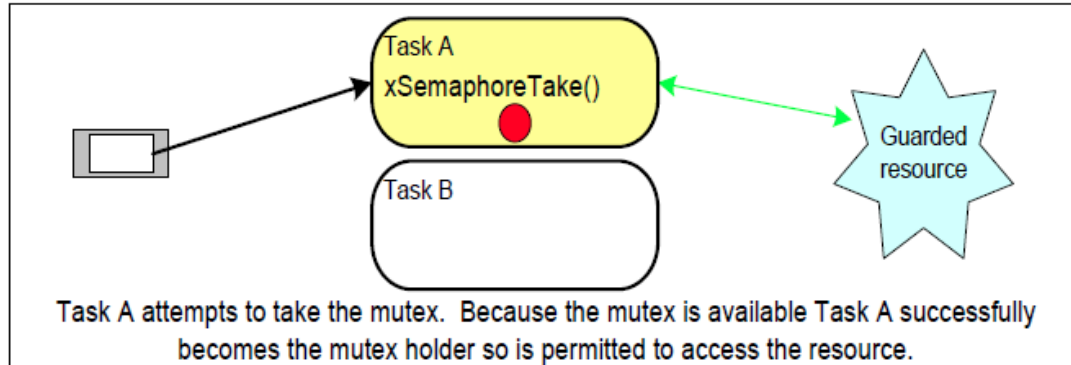 Task A
xSemaphoreTake()
Guarded
resource
Task B
Task A attempts to take the mutex.  Because the mutex is available Task A successfully
becomes the mutex holder so is permitted to access the resource.